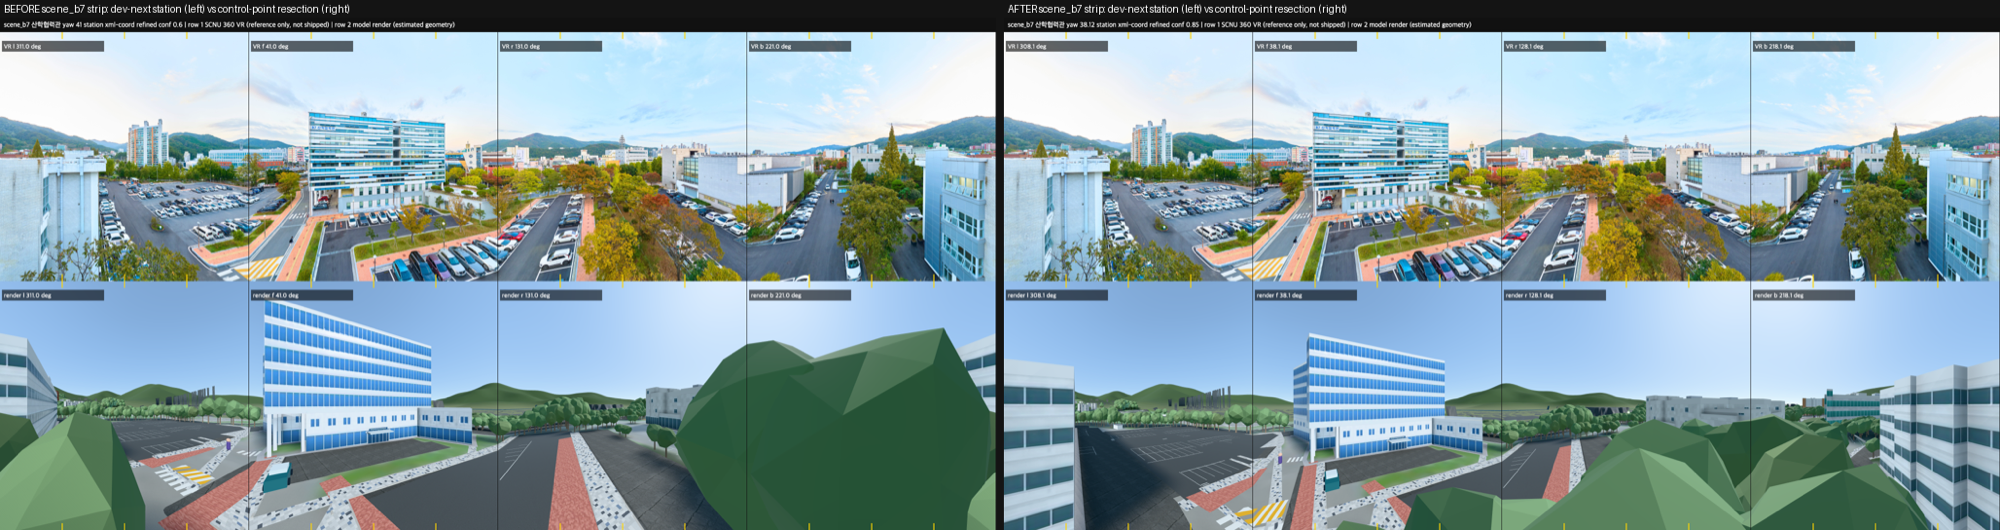 BEFORE scene_b7 strip: dev-next station (left) vs control-point resection (right)
scene_b7 산학협력관 yaw 41 station xml-coord refined conf 0.6 | row 1 SCNU 360 VR (reference only, not shipped) | row 2 model render (estimated geometry)
VR l 311.0 deg
VR f 41.0 deg
VR r 131.0 deg
VR b 221.0 deg
render l 311.0 deg
render f 41.0 deg
render r 131.0 deg
render b 221.0 deg
AFTER scene_b7 strip: dev-next station (left) vs control-point resection (right)
scene_b7 산학협력관 yaw 38.12 station xml-coord refined conf 0.85 | row 1 SCNU 360 VR (reference only, not shipped) | row 2 model render (estimated geometry)
VR l 308.1 deg
VR f 38.1 deg
VR r 128.1 deg
VR b 218.1 deg
render l 308.1 deg
render f 38.1 deg
render r 128.1 deg
render b 218.1 deg